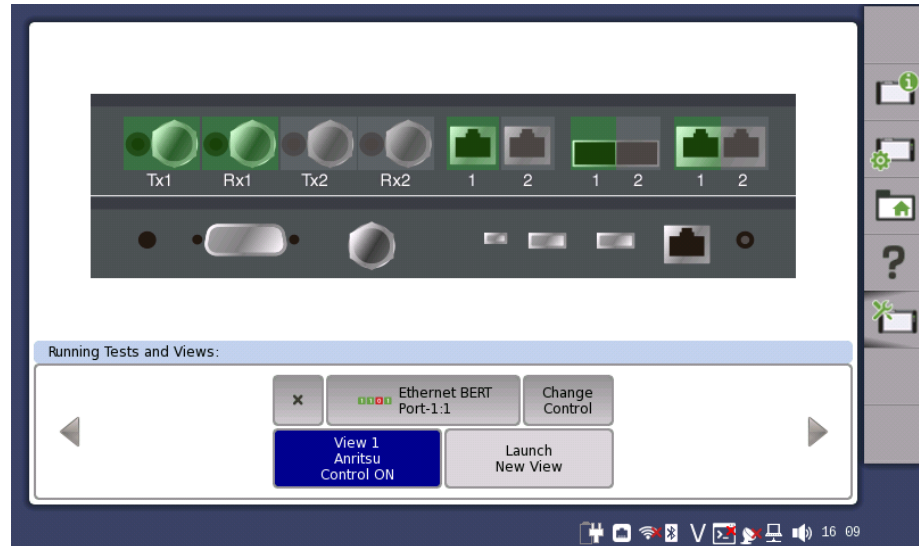 Tx1 Rx1 Tx2 Rx2 1 2 1 2 1 2
Running Tests and Views:
×
1101 Ethernet BERT
Port-1:1
Change
Control
View 1
Anritsu
Control ON
Launch
New View
16 09